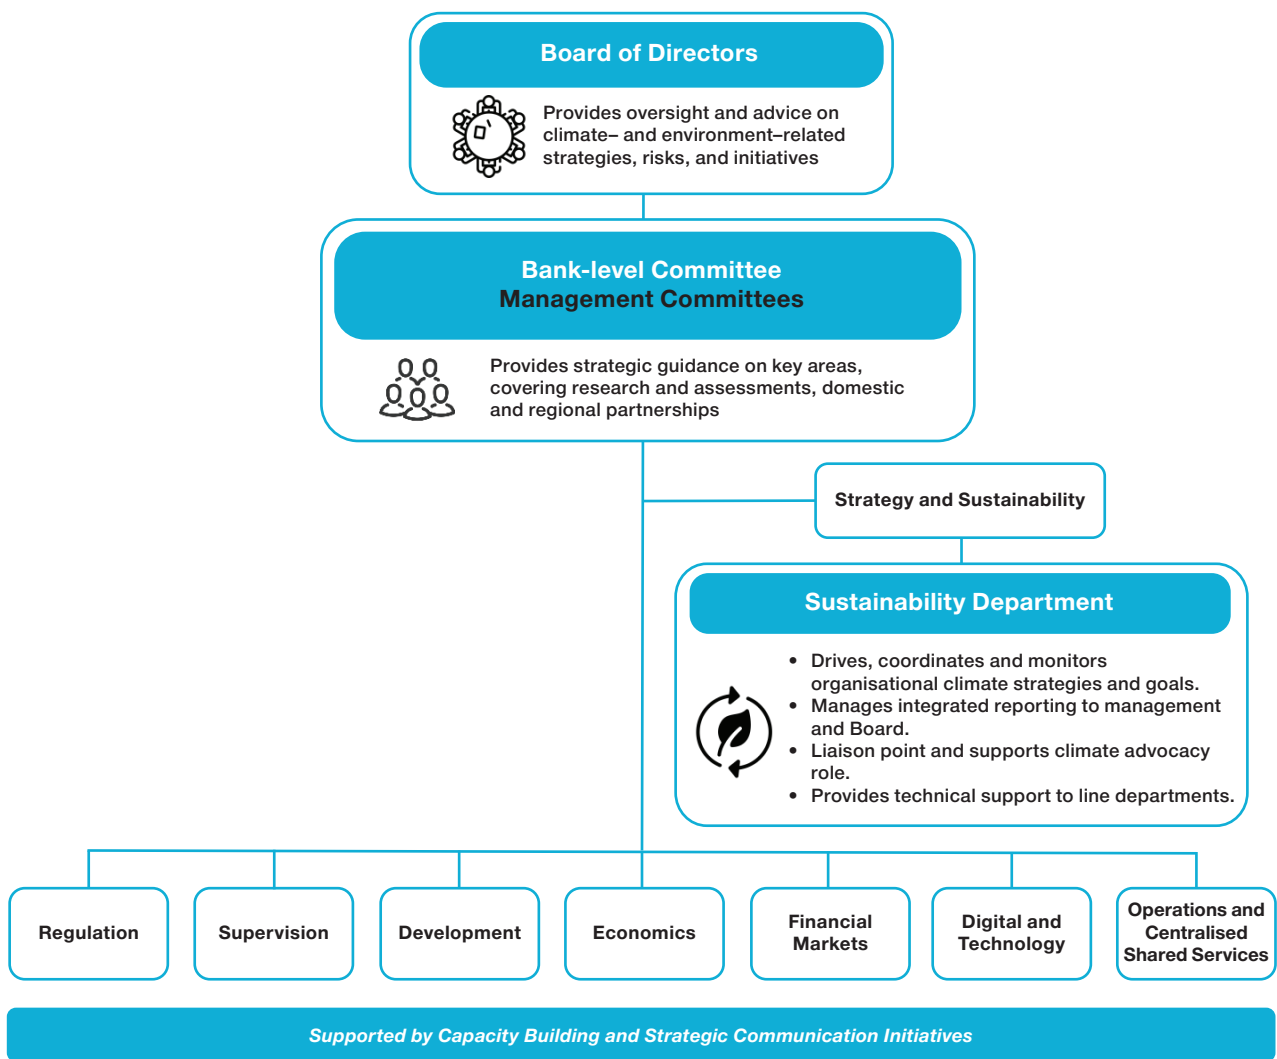 Board of Directors
Provides oversight and advice on
climate– and environment–related
strategies, risks, and initiatives
Bank-level Committee
Management Committees
Provides strategic guidance on key areas,
covering research and assessments, domestic
and regional partnerships
Strategy and Sustainability
Sustainability Department
• Drives, coordinates and monitors
organisational climate strategies and goals.
• Manages integrated reporting to management
and Board.
• Liaison point and supports climate advocacy
role.
• Provides technical support to line departments.
Regulation
Supervision
Development
Economics
Financial
Markets
Digital and
Technology
Operations and
Centralised
Shared Services
Supported by Capacity Building and Strategic Communication Initiatives